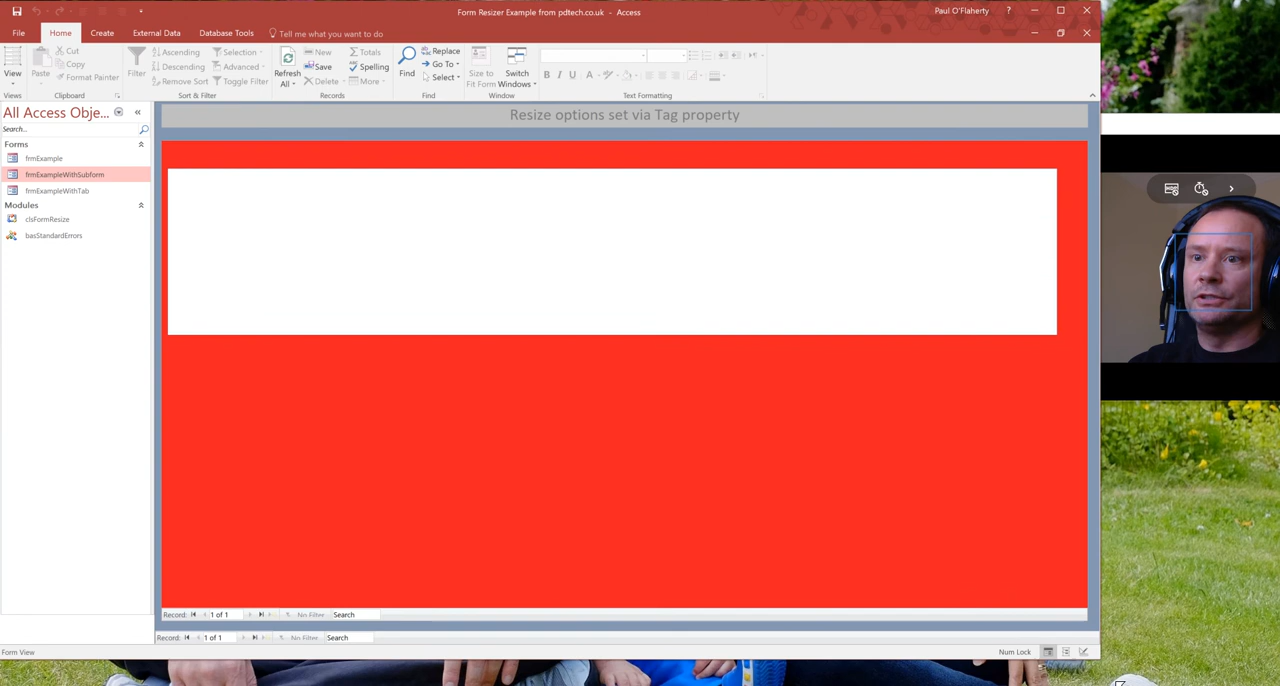 Form Resizer Example from pdtech.co.uk - Access
Paul O'Flaherty
?
File
Home
Create
External Data
Database Tools
Tell me what you want to do
View
Views
Paste
Cut
Copy
Format Painter
Clipboard
Filter
Ascending
Descending
Remove Sort
Selection
Advanced
Toggle Filter
Sort & Filter
Refresh
All
New
Save
Delete
Totals
Spelling
More
Records
Find
Replace
Go To
Select
Find
Size to
Fit Form
Switch
Windows
Window
B I U
A
Text Formatting
All Access Obje...
Search...
Forms
frmExample
frmExampleWithSubform
frmExampleWithTab
Modules
clsFormResize
basStandardErrors
Resize options set via Tag property
Record: 1 of 1 No Filter Search
Record: 1 of 1 No Filter Search
Form View
Num Lock